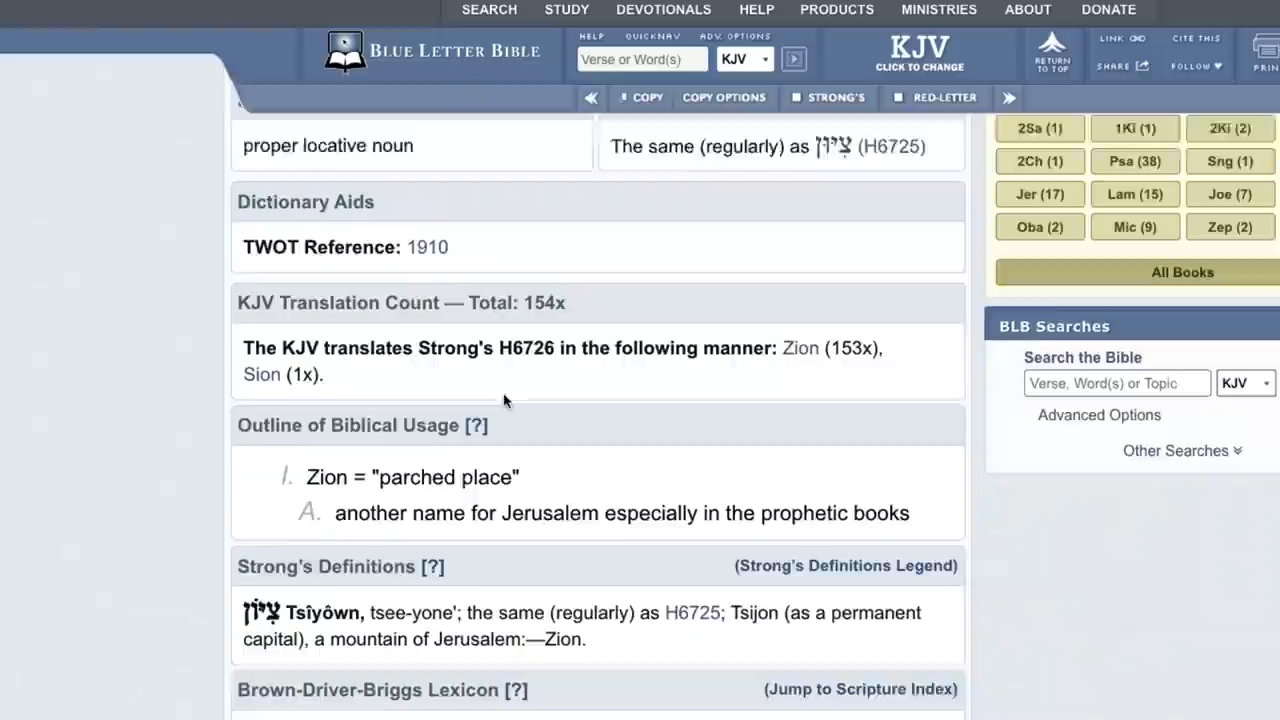 SEARCH STUDY DEVOTIONALS HELP PRODUCTS MINISTRIES ABOUT DONATE
BLUE LETTER BIBLE
HELP QUICKNAV ADV. OPTIONS
Verse or Word(s) KJV
KJV
CLICK TO CHANGE
RETURN
TO TOP
LINK CITE THIS
SHARE FOLLOW
COPY COPY OPTIONS STRONG'S RED-LETTER
proper locative noun
The same (regularly) as צִיּוּן (H6725)
Dictionary Aids
TWOT Reference: 1910
KJV Translation Count — Total: 154x
The KJV translates Strong's H6726 in the following manner: Zion (153x),
Sion (1x).
Outline of Biblical Usage [?]
I. Zion = "parched place"
A. another name for Jerusalem especially in the prophetic books
Strong's Definitions [?] (Strong's Definitions Legend)
צִיּוֹן Tsîyôwn, tsee-yone'; the same (regularly) as H6725; Tsijon (as a permanent
capital), a mountain of Jerusalem:—Zion.
Brown-Driver-Briggs Lexicon [?] (Jump to Scripture Index)
2Sa (1) 1Ki (1) 2Ki (2)
2Ch (1) Psa (38) Sng (1)
Jer (17) Lam (15) Joe (7)
Oba (2) Mic (9) Zep (2)
All Books
BLB Searches
Search the Bible
Verse, Word(s) or Topic KJV
Advanced Options
Other Searches